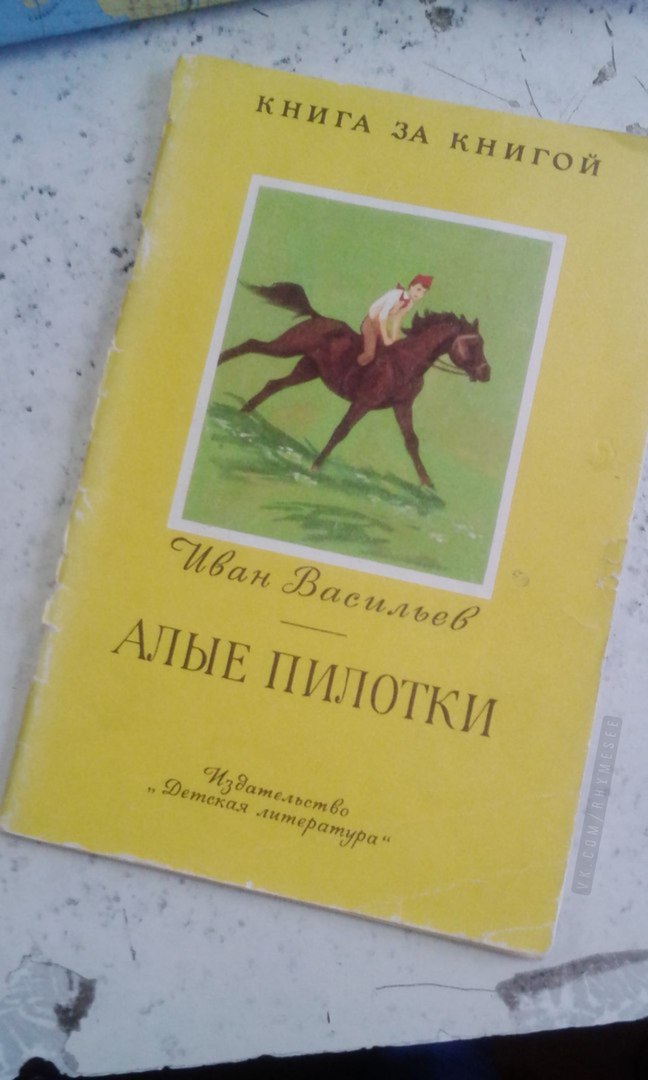 КНИГА ЗА КНИГОЙ
Иван Васильев
АЛЫЕ ПИЛОТКИ
Издательство
„Детская литература“
VK.COM/RHYMESEE